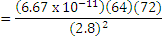 = (6.67 x 10⁻¹¹)(64)(72) / (2.8)²